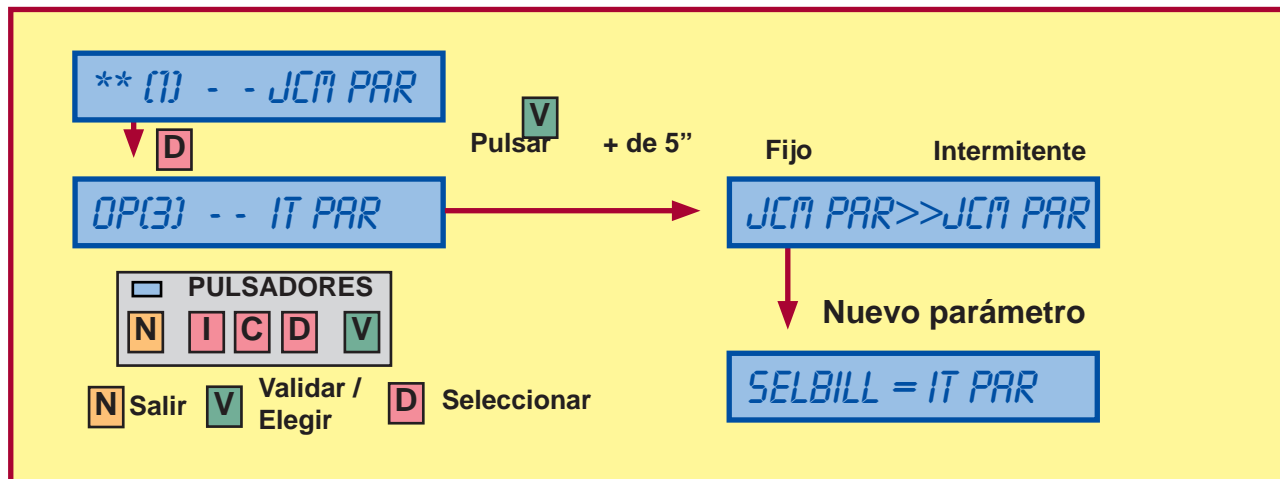 ** (1) - - JCM PAR
D
V
Pulsar + de 5”
Fijo Intermitente
OP(3) -- IT PAR
JCM PAR>>JCM PAR
PULSADORES
N I C D V
Nuevo parámetro
N Salir V Validar / Elegir D Seleccionar
SELBILL = IT PAR